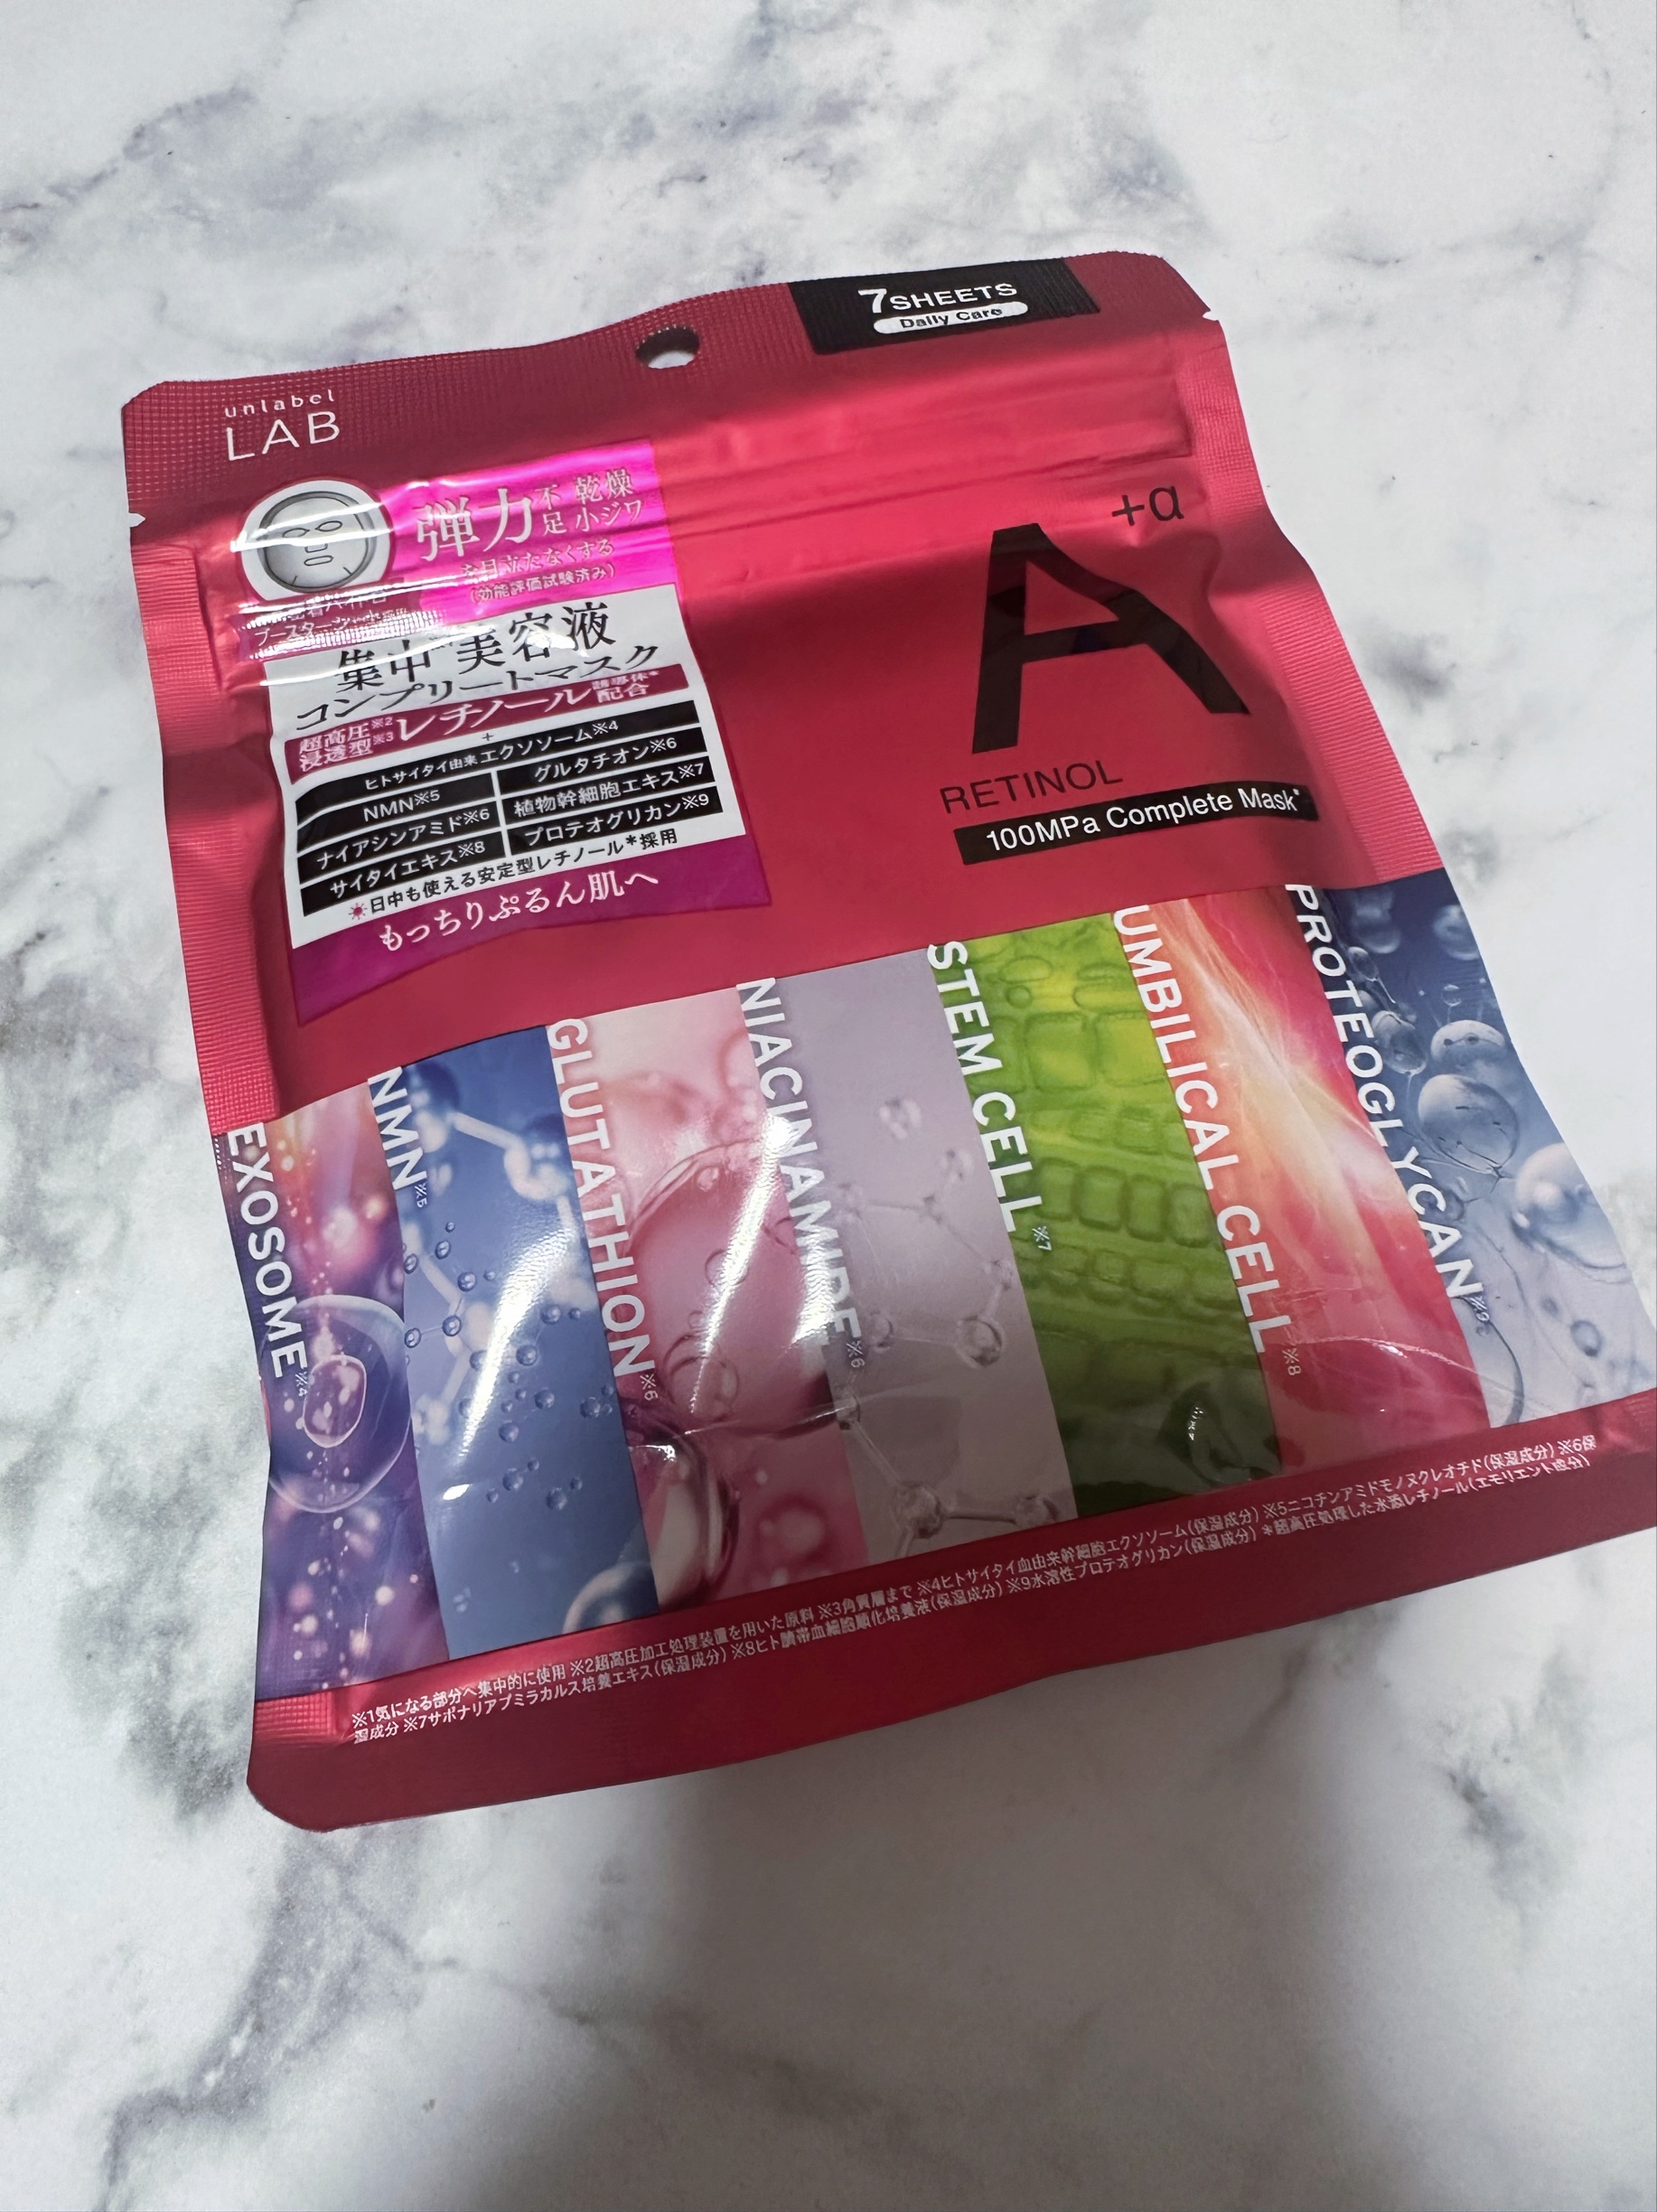 7SHEETS
Daily Care
unlabel
LAB
弾力不足 乾燥小ジワ
を目立たなくする
(効能評価試験済み)
集中 美容液
コンプリートマスク
超高圧※2
浸透型※3
レチノール誘導体*配合
+
ヒトサイタイ由来エクソソーム※4
NMN※5
グルタチオン※6
ナイアシンアミド※6
植物幹細胞エキス※7
サイタイエキス※8
プロテオグリカン※9
日中も使える安定型レチノール*採用
もっちりぷるん肌へ
A+α
RETINOL
100MPa Complete Mask*
EXOSOME※4
NMN※5
GLUTATHION※6
NIACINAMIDE※6
STEM CELL※7
UMBILICAL CELL※8
PROTEOGLYCAN※9
※1気になる部分へ集中的に使用 ※2超高圧加工処理装置を用いた原料 ※3角質層まで ※4ヒトサイタイ血由来幹細胞エクソソーム(保湿成分) ※5ニコチンアミドモノヌクレオチド(保湿成分) ※6保
湿成分 ※7サポナリアプミラカルス培養エキス(保湿成分) ※8ヒト臍帯血細胞順化培養液(保湿成分) ※9水溶性プロテオグリカン(保湿成分) *超高圧処理した水添レチノール(エモリエント成分)